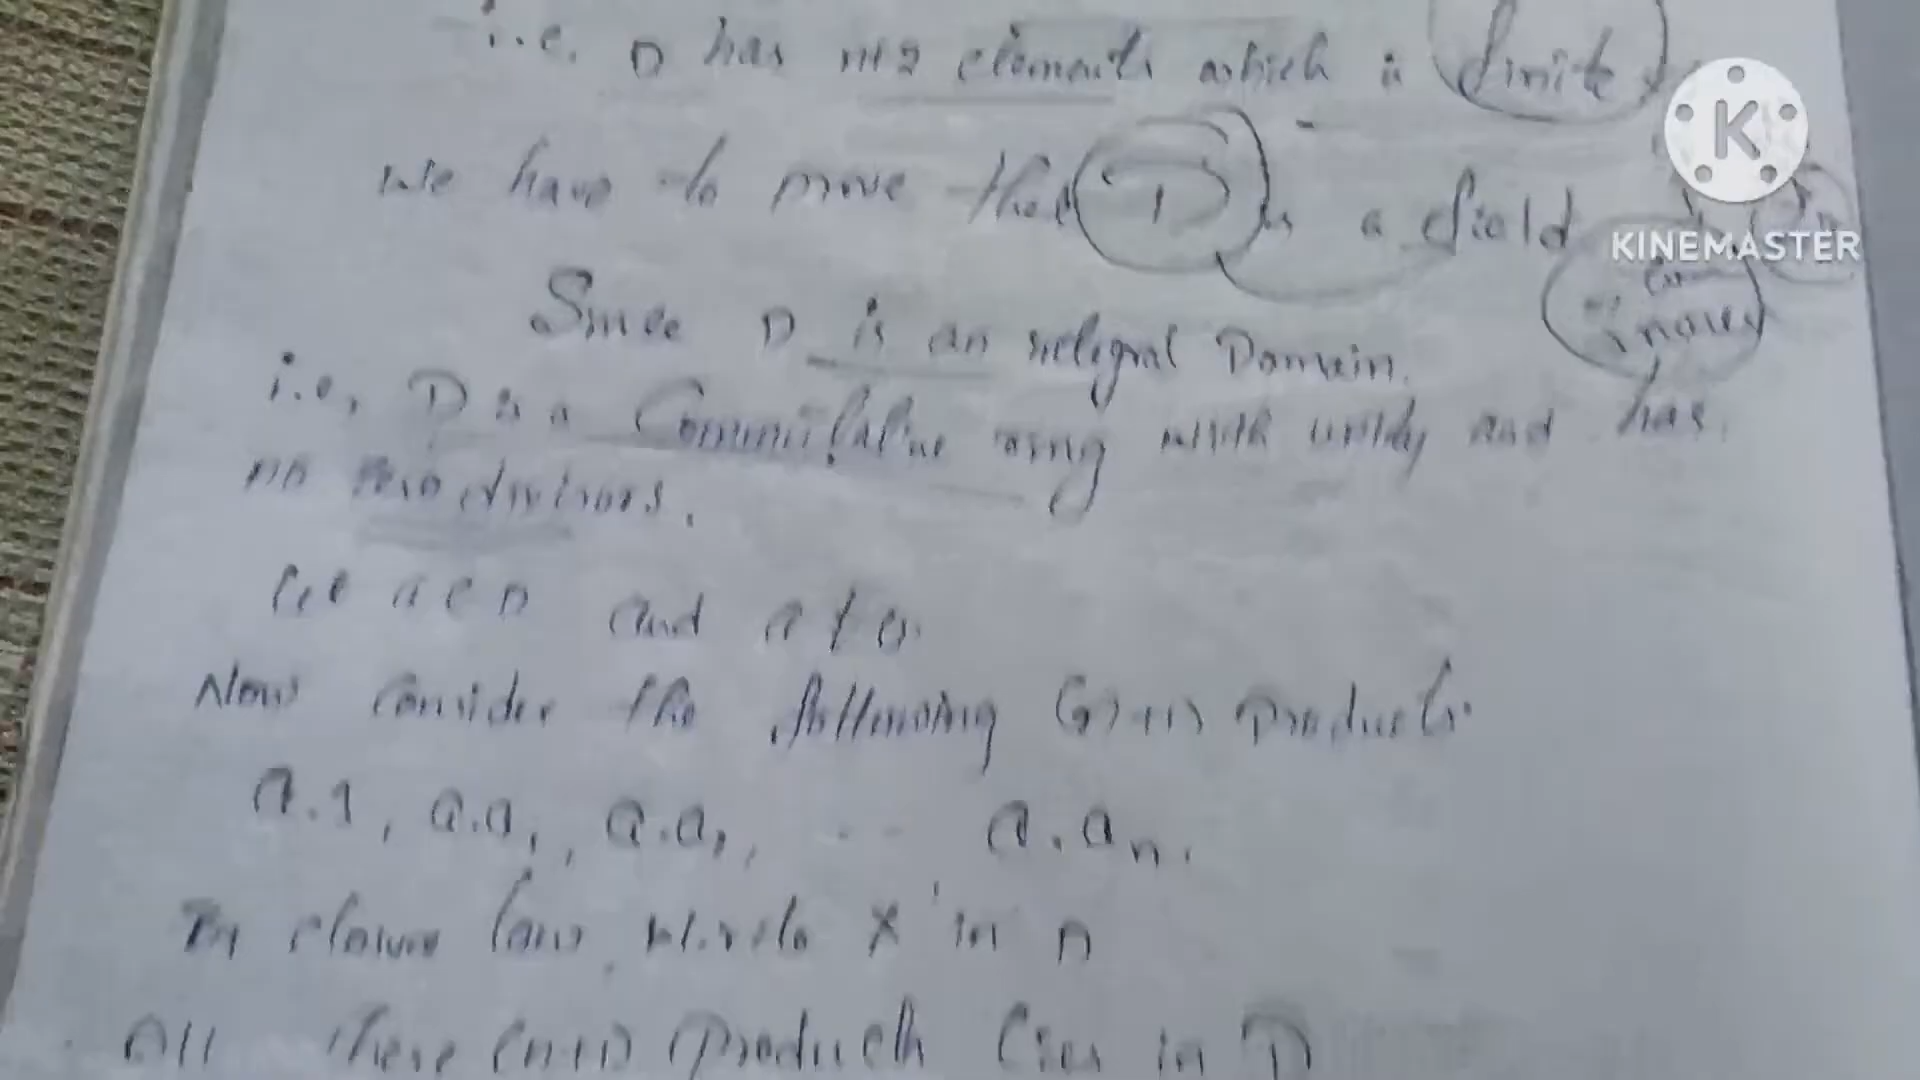 i.e. D has n+2 elements which is finite
We have to prove that D is a field
KINEMASTER
Since D is an integral Domain.
inverse
i.e, D is a Commutative ring with unity and has
no zero divisors.
Let a ∈ D and a ≠ 0.
Now consider the following (n+1) products
a.1, a.a₁, a.a₂, ... a.aₙ.
By closure law, w.r.to × in D
All these (n+1) products lies in D